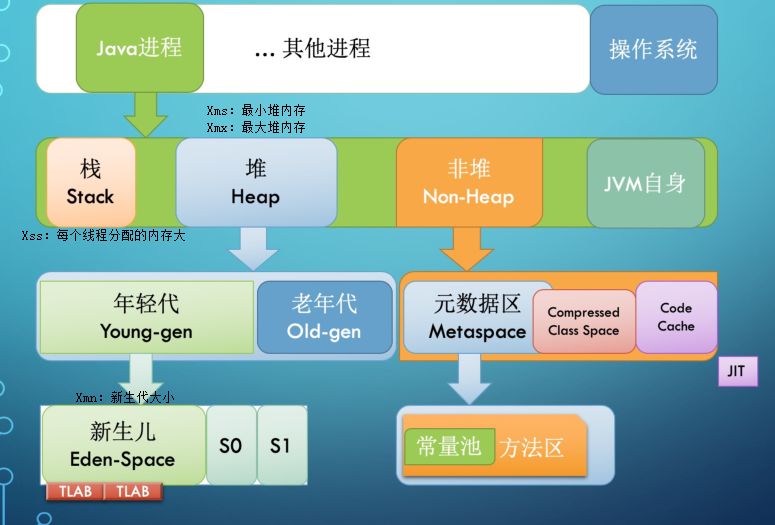 Java进程
... 其他进程
操作系统
Xms：最小堆内存
Xmx：最大堆内存
栈
Stack
堆
Heap
非堆
Non-Heap
JVM自身
Xss：每个线程分配的内存大
年轻代
Young-gen
老年代
Old-gen
元数据区
Metaspace
Compressed
Class Space
Code
Cache
JIT
Xmn：新生代大小
新生儿
Eden-Space
S0
S1
常量池
方法区
TLAB
TLAB